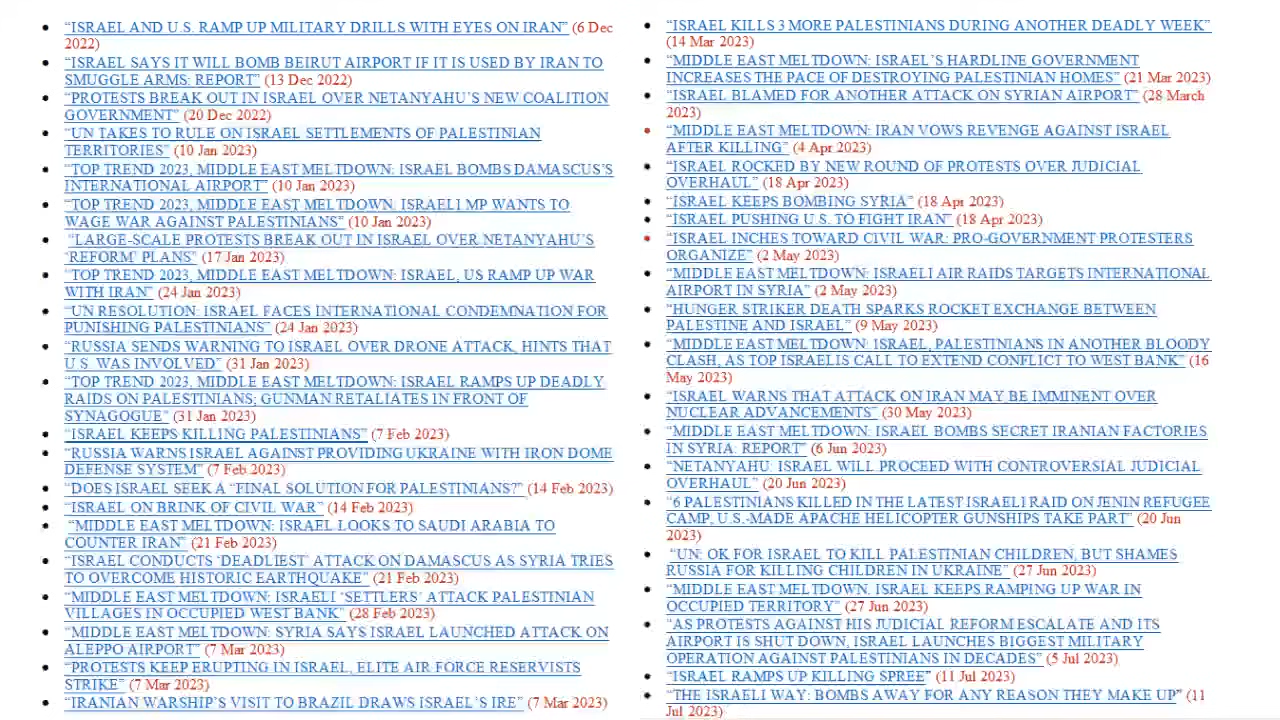 “ISRAEL AND U.S. RAMP UP MILITARY DRILLS WITH EYES ON IRAN” (6 Dec
2022)
“ISRAEL SAYS IT WILL BOMB BEIRUT AIRPORT IF IT IS USED BY IRAN TO
SMUGGLE ARMS: REPORT” (13 Dec 2022)
“PROTESTS BREAK OUT IN ISRAEL OVER NETANYAHU’S NEW COALITION
GOVERNMENT” (20 Dec 2022)
“UN TAKES TO RULE ON ISRAEL SETTLEMENTS OF PALESTINIAN
TERRITORIES” (10 Jan 2023)
“TOP TREND 2023, MIDDLE EAST MELTDOWN: ISRAEL BOMBS DAMASCUS’S
INTERNATIONAL AIRPORT” (10 Jan 2023)
“TOP TREND 2023, MIDDLE EAST MELTDOWN: ISRAELI MP WANTS TO
WAGE WAR AGAINST PALESTINIANS” (10 Jan 2023)
“LARGE-SCALE PROTESTS BREAK OUT IN ISRAEL OVER NETANYAHU’S
‘REFORM’ PLANS” (17 Jan 2023)
“TOP TREND 2023, MIDDLE EAST MELTDOWN: ISRAEL, US RAMP UP WAR
WITH IRAN” (24 Jan 2023)
“UN RESOLUTION: ISRAEL FACES INTERNATIONAL CONDEMNATION FOR
PUNISHING PALESTINIANS” (24 Jan 2023)
“RUSSIA SENDS WARNING TO ISRAEL OVER DRONE ATTACK, HINTS THAT
U.S. WAS INVOLVED” (31 Jan 2023)
“TOP TREND 2023, MIDDLE EAST MELTDOWN: ISRAEL RAMPS UP DEADLY
RAIDS ON PALESTINIANS; GUNMAN RETALIATES IN FRONT OF
SYNAGOGUE” (31 Jan 2023)
“ISRAEL KEEPS KILLING PALESTINIANS” (7 Feb 2023)
“RUSSIA WARNS ISRAEL AGAINST PROVIDING UKRAINE WITH IRON DOME
DEFENSE SYSTEM” (7 Feb 2023)
“DOES ISRAEL SEEK A “FINAL SOLUTION FOR PALESTINIANS?” (14 Feb 2023)
“ISRAEL ON BRINK OF CIVIL WAR” (14 Feb 2023)
“MIDDLE EAST MELTDOWN: ISRAEL LOOKS TO SAUDI ARABIA TO
COUNTER IRAN” (21 Feb 2023)
“ISRAEL CONDUCTS ‘DEADLIEST’ ATTACK ON DAMASCUS AS SYRIA TRIES
TO OVERCOME HISTORIC EARTHQUAKE” (21 Feb 2023)
“MIDDLE EAST MELTDOWN: ISRAELI ‘SETTLERS’ ATTACK PALESTINIAN
VILLAGES IN OCCUPIED WEST BANK” (28 Feb 2023)
“MIDDLE EAST MELTDOWN: SYRIA SAYS ISRAEL LAUNCHED ATTACK ON
ALEPPO AIRPORT” (7 Mar 2023)
“PROTESTS KEEP ERUPTING IN ISRAEL, ELITE AIR FORCE RESERVISTS
STRIKE” (7 Mar 2023)
“IRANIAN WARSHIP’S VISIT TO BRAZIL DRAWS ISRAEL’S IRE” (7 Mar 2023)
“ISRAEL KILLS 3 MORE PALESTINIANS DURING ANOTHER DEADLY WEEK”
(14 Mar 2023)
“MIDDLE EAST MELTDOWN: ISRAEL’S HARDLINE GOVERNMENT
INCREASES THE PACE OF DESTROYING PALESTINIAN HOMES” (21 Mar 2023)
“ISRAEL BLAMED FOR ANOTHER ATTACK ON SYRIAN AIRPORT” (28 March
2023)
“MIDDLE EAST MELTDOWN: IRAN VOWS REVENGE AGAINST ISRAEL
AFTER KILLING” (4 Apr 2023)
“ISRAEL ROCKED BY NEW ROUND OF PROTESTS OVER JUDICIAL
OVERHAUL” (18 Apr 2023)
“ISRAEL KEEPS BOMBING SYRIA” (18 Apr 2023)
“ISRAEL PUSHING U.S. TO FIGHT IRAN” (18 Apr 2023)
“ISRAEL INCHES TOWARD CIVIL WAR: PRO-GOVERNMENT PROTESTERS
ORGANIZE” (2 May 2023)
“MIDDLE EAST MELTDOWN: ISRAELI AIR RAIDS TARGETS INTERNATIONAL
AIRPORT IN SYRIA” (2 May 2023)
“HUNGER STRIKER DEATH SPARKS ROCKET EXCHANGE BETWEEN
PALESTINE AND ISRAEL” (9 May 2023)
“MIDDLE EAST MELTDOWN: ISRAEL, PALESTINIANS IN ANOTHER BLOODY
CLASH, AS TOP ISRAELIS CALL TO EXTEND CONFLICT TO WEST BANK” (16
May 2023)
“ISRAEL WARNS THAT ATTACK ON IRAN MAY BE IMMINENT OVER
NUCLEAR ADVANCEMENTS” (30 May 2023)
“MIDDLE EAST MELTDOWN: ISRAEL BOMBS SECRET IRANIAN FACTORIES
IN SYRIA: REPORT” (6 Jun 2023)
“NETANYAHU: ISRAEL WILL PROCEED WITH CONTROVERSIAL JUDICIAL
OVERHAUL” (20 Jun 2023)
“6 PALESTINIANS KILLED IN THE LATEST ISRAELI RAID ON JENIN REFUGEE
CAMP, U.S.-MADE APACHE HELICOPTER GUNSHIPS TAKE PART” (20 Jun
2023)
“UN: OK FOR ISRAEL TO KILL PALESTINIAN CHILDREN, BUT SHAMES
RUSSIA FOR KILLING CHILDREN IN UKRAINE” (27 Jun 2023)
“MIDDLE EAST MELTDOWN. ISRAEL KEEPS RAMPING UP WAR IN
OCCUPIED TERRITORY” (27 Jun 2023)
“AS PROTESTS AGAINST HIS JUDICIAL REFORM ESCALATE AND ITS
AIRPORT IS SHUT DOWN, ISRAEL LAUNCHES BIGGEST MILITARY
OPERATION AGAINST PALESTINIANS IN DECADES” (5 Jul 2023)
“ISRAEL RAMPS UP KILLING SPREE” (11 Jul 2023)
“THE ISRAELI WAY: BOMBS AWAY FOR ANY REASON THEY MAKE UP” (11
Jul 2023)